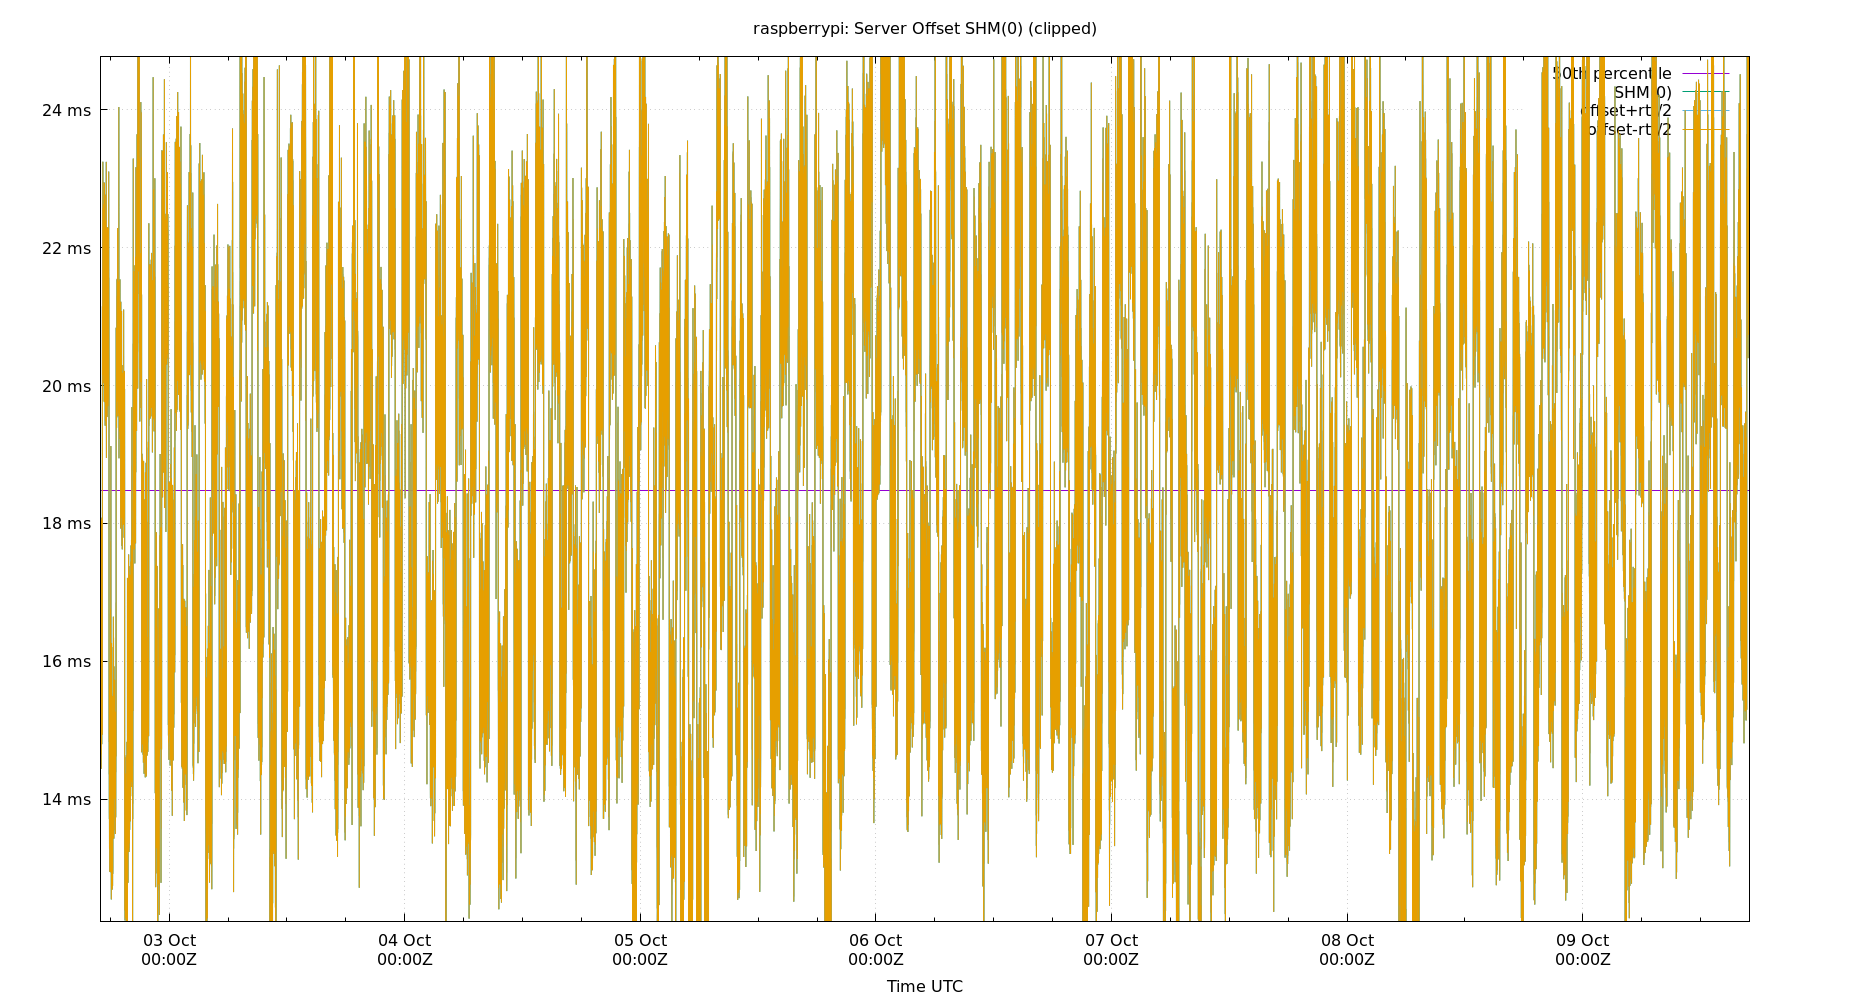 raspberrypi: Server Offset SHM(0) (clipped)
50th percentile
SHM(0)
offset+rtt/2
offset-rtt/2
24 ms
22 ms
20 ms
18 ms
16 ms
14 ms
03 Oct
00:00Z
04 Oct
00:00Z
05 Oct
00:00Z
06 Oct
00:00Z
07 Oct
00:00Z
08 Oct
00:00Z
09 Oct
00:00Z
Time UTC